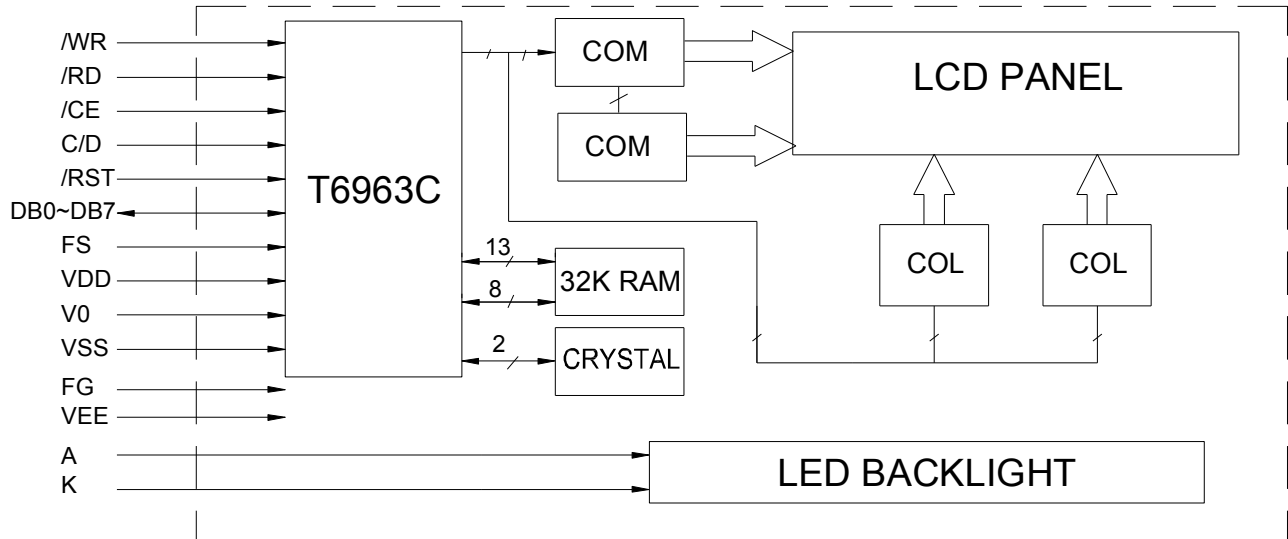 /WR
/RD
/CE
C/D
/RST
DB0~DB7
FS
VDD
V0
VSS
FG
VEE
A
K
T6963C
COM
COM
LCD PANEL
COL
COL
13
8
32K RAM
2
CRYSTAL
LED BACKLIGHT